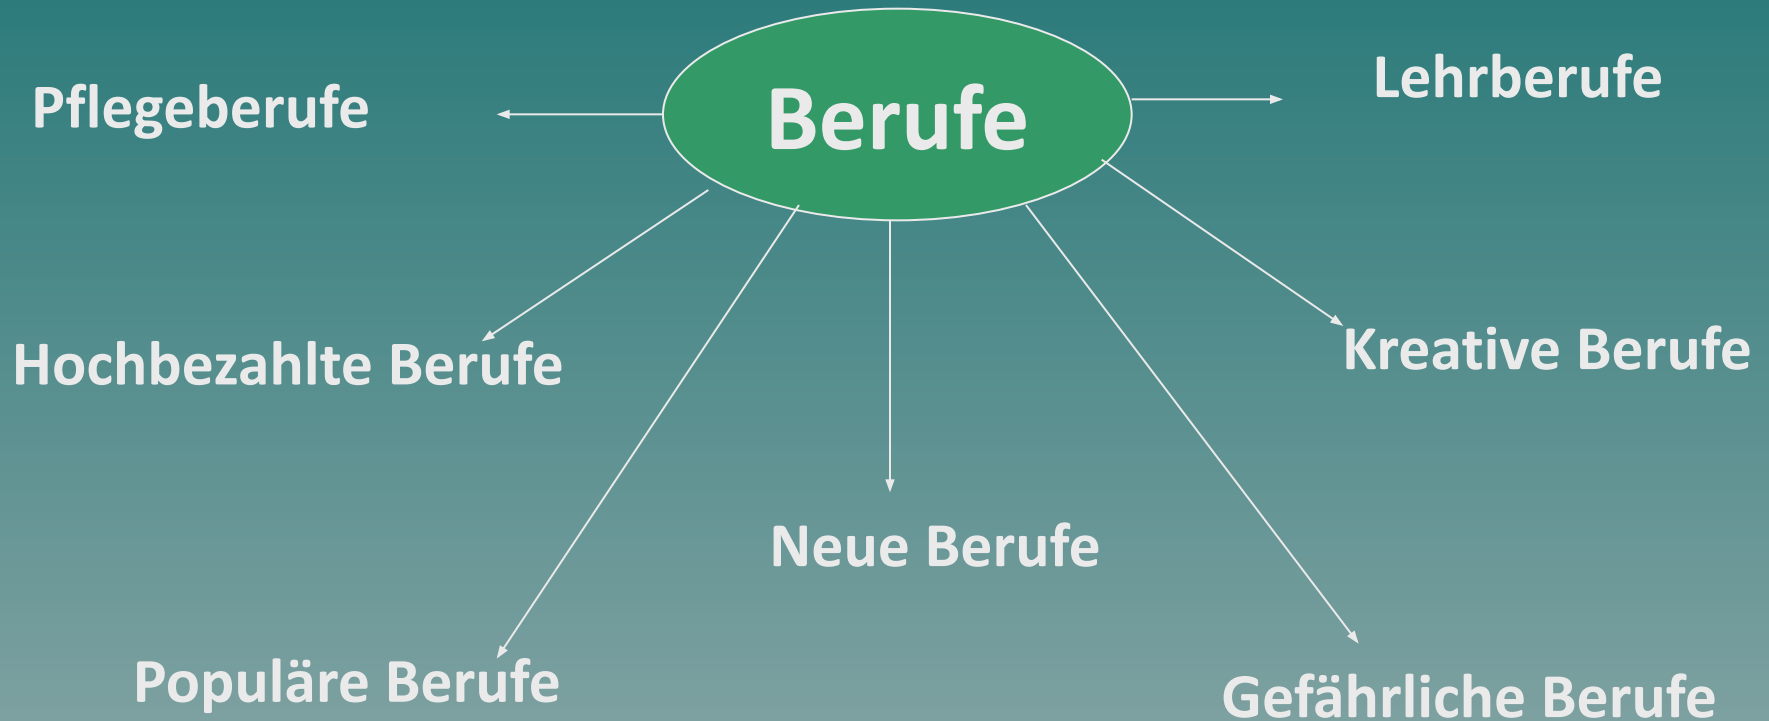 Berufe
Pflegeberufe
Lehrberufe
Hochbezahlte Berufe
Kreative Berufe
Neue Berufe
Populäre Berufe
Gefährliche Berufe